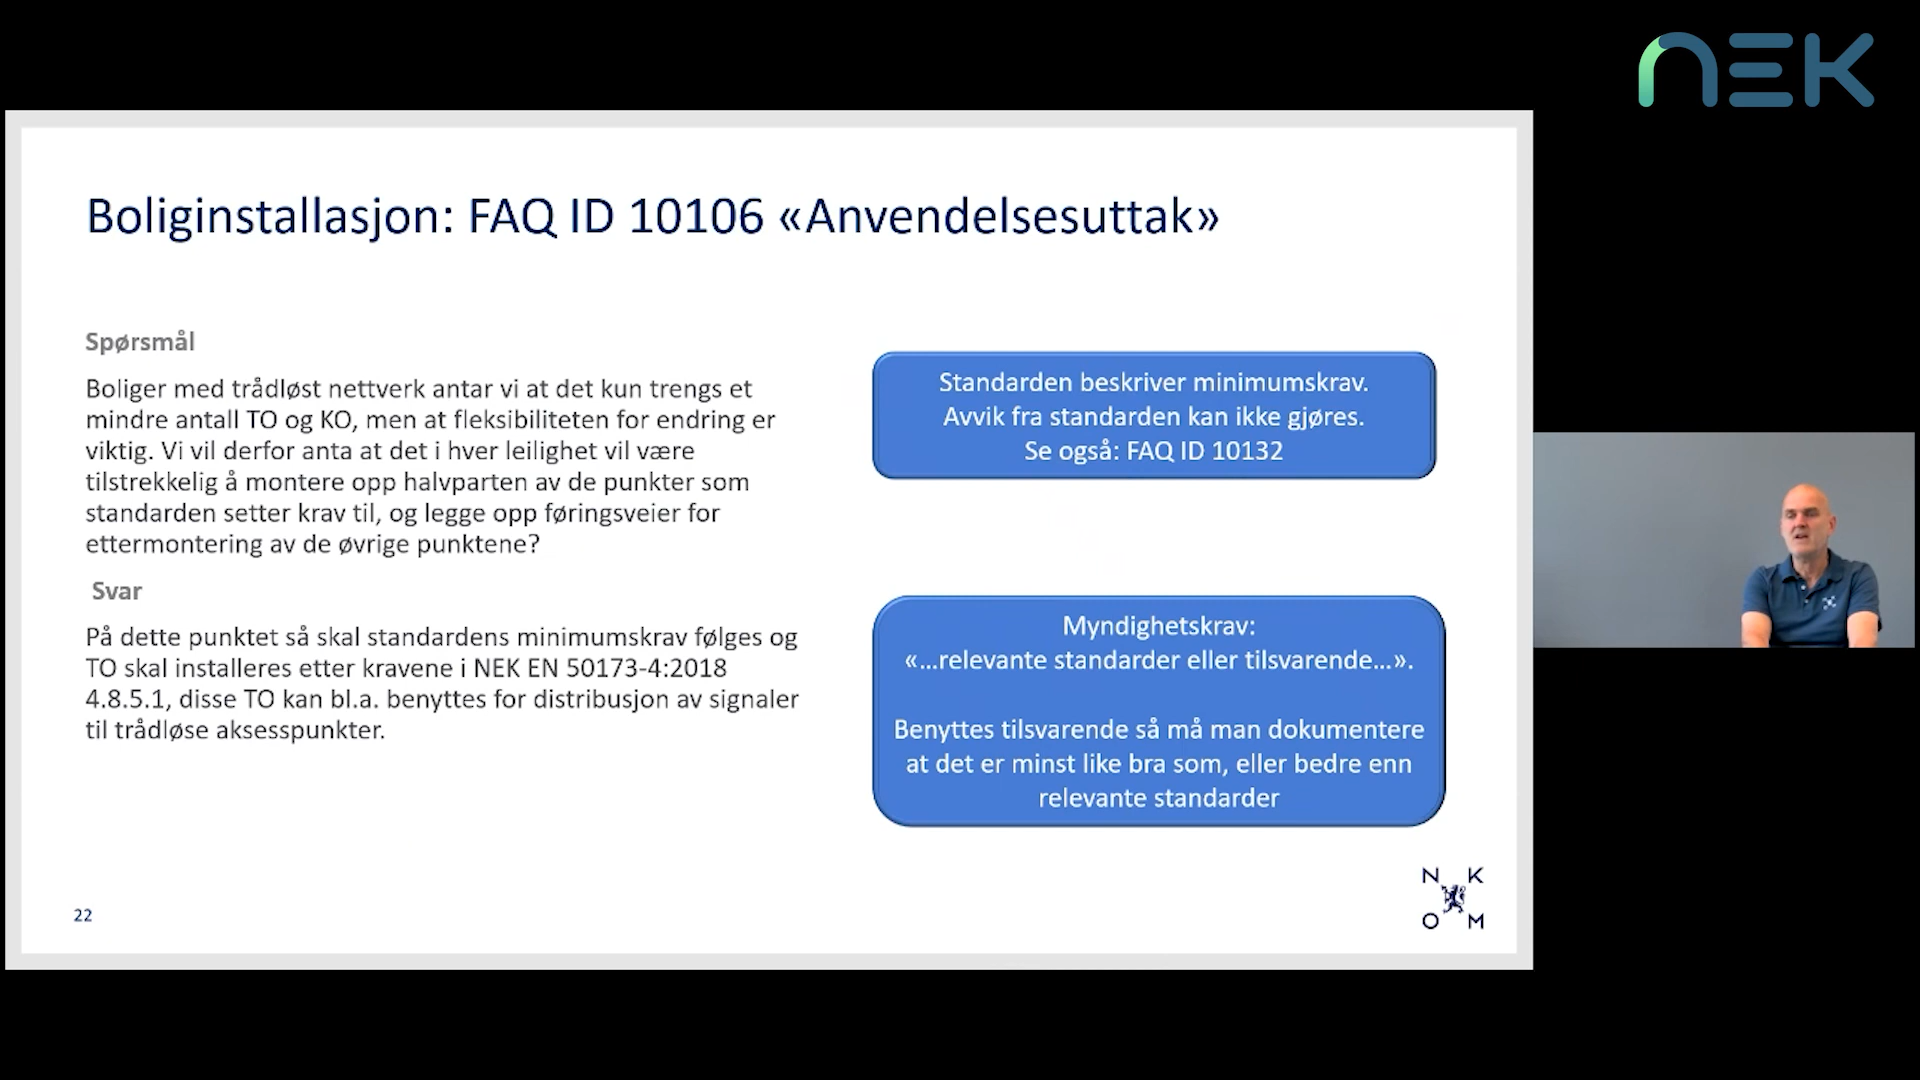 NEK
Boliginstallasjon: FAQ ID 10106 «Anvendelsesuttak»
Spørsmål
Boliger med trådløst nettverk antar vi at det kun trengs et
mindre antall TO og KO, men at fleksibiliteten for endring er
viktig. Vi vil derfor anta at det i hver leilighet vil være
tilstrekkelig å montere opp halvparten av de punkter som
standarden setter krav til, og legge opp føringsveier for
ettermontering av de øvrige punktene?
Svar
På dette punktet så skal standardens minimumskrav følges og
TO skal installeres etter kravene i NEK EN 50173-4:2018
4.8.5.1, disse TO kan bl.a. benyttes for distribusjon av signaler
til trådløse aksesspunkter.
Standarden beskriver minimumskrav.
Avvik fra standarden kan ikke gjøres.
Se også: FAQ ID 10132
Myndighetskrav:
«...relevante standarder eller tilsvarende...».
Benyttes tilsvarende så må man dokumentere
at det er minst like bra som, eller bedre enn
relevante standarder
22
N K
O M